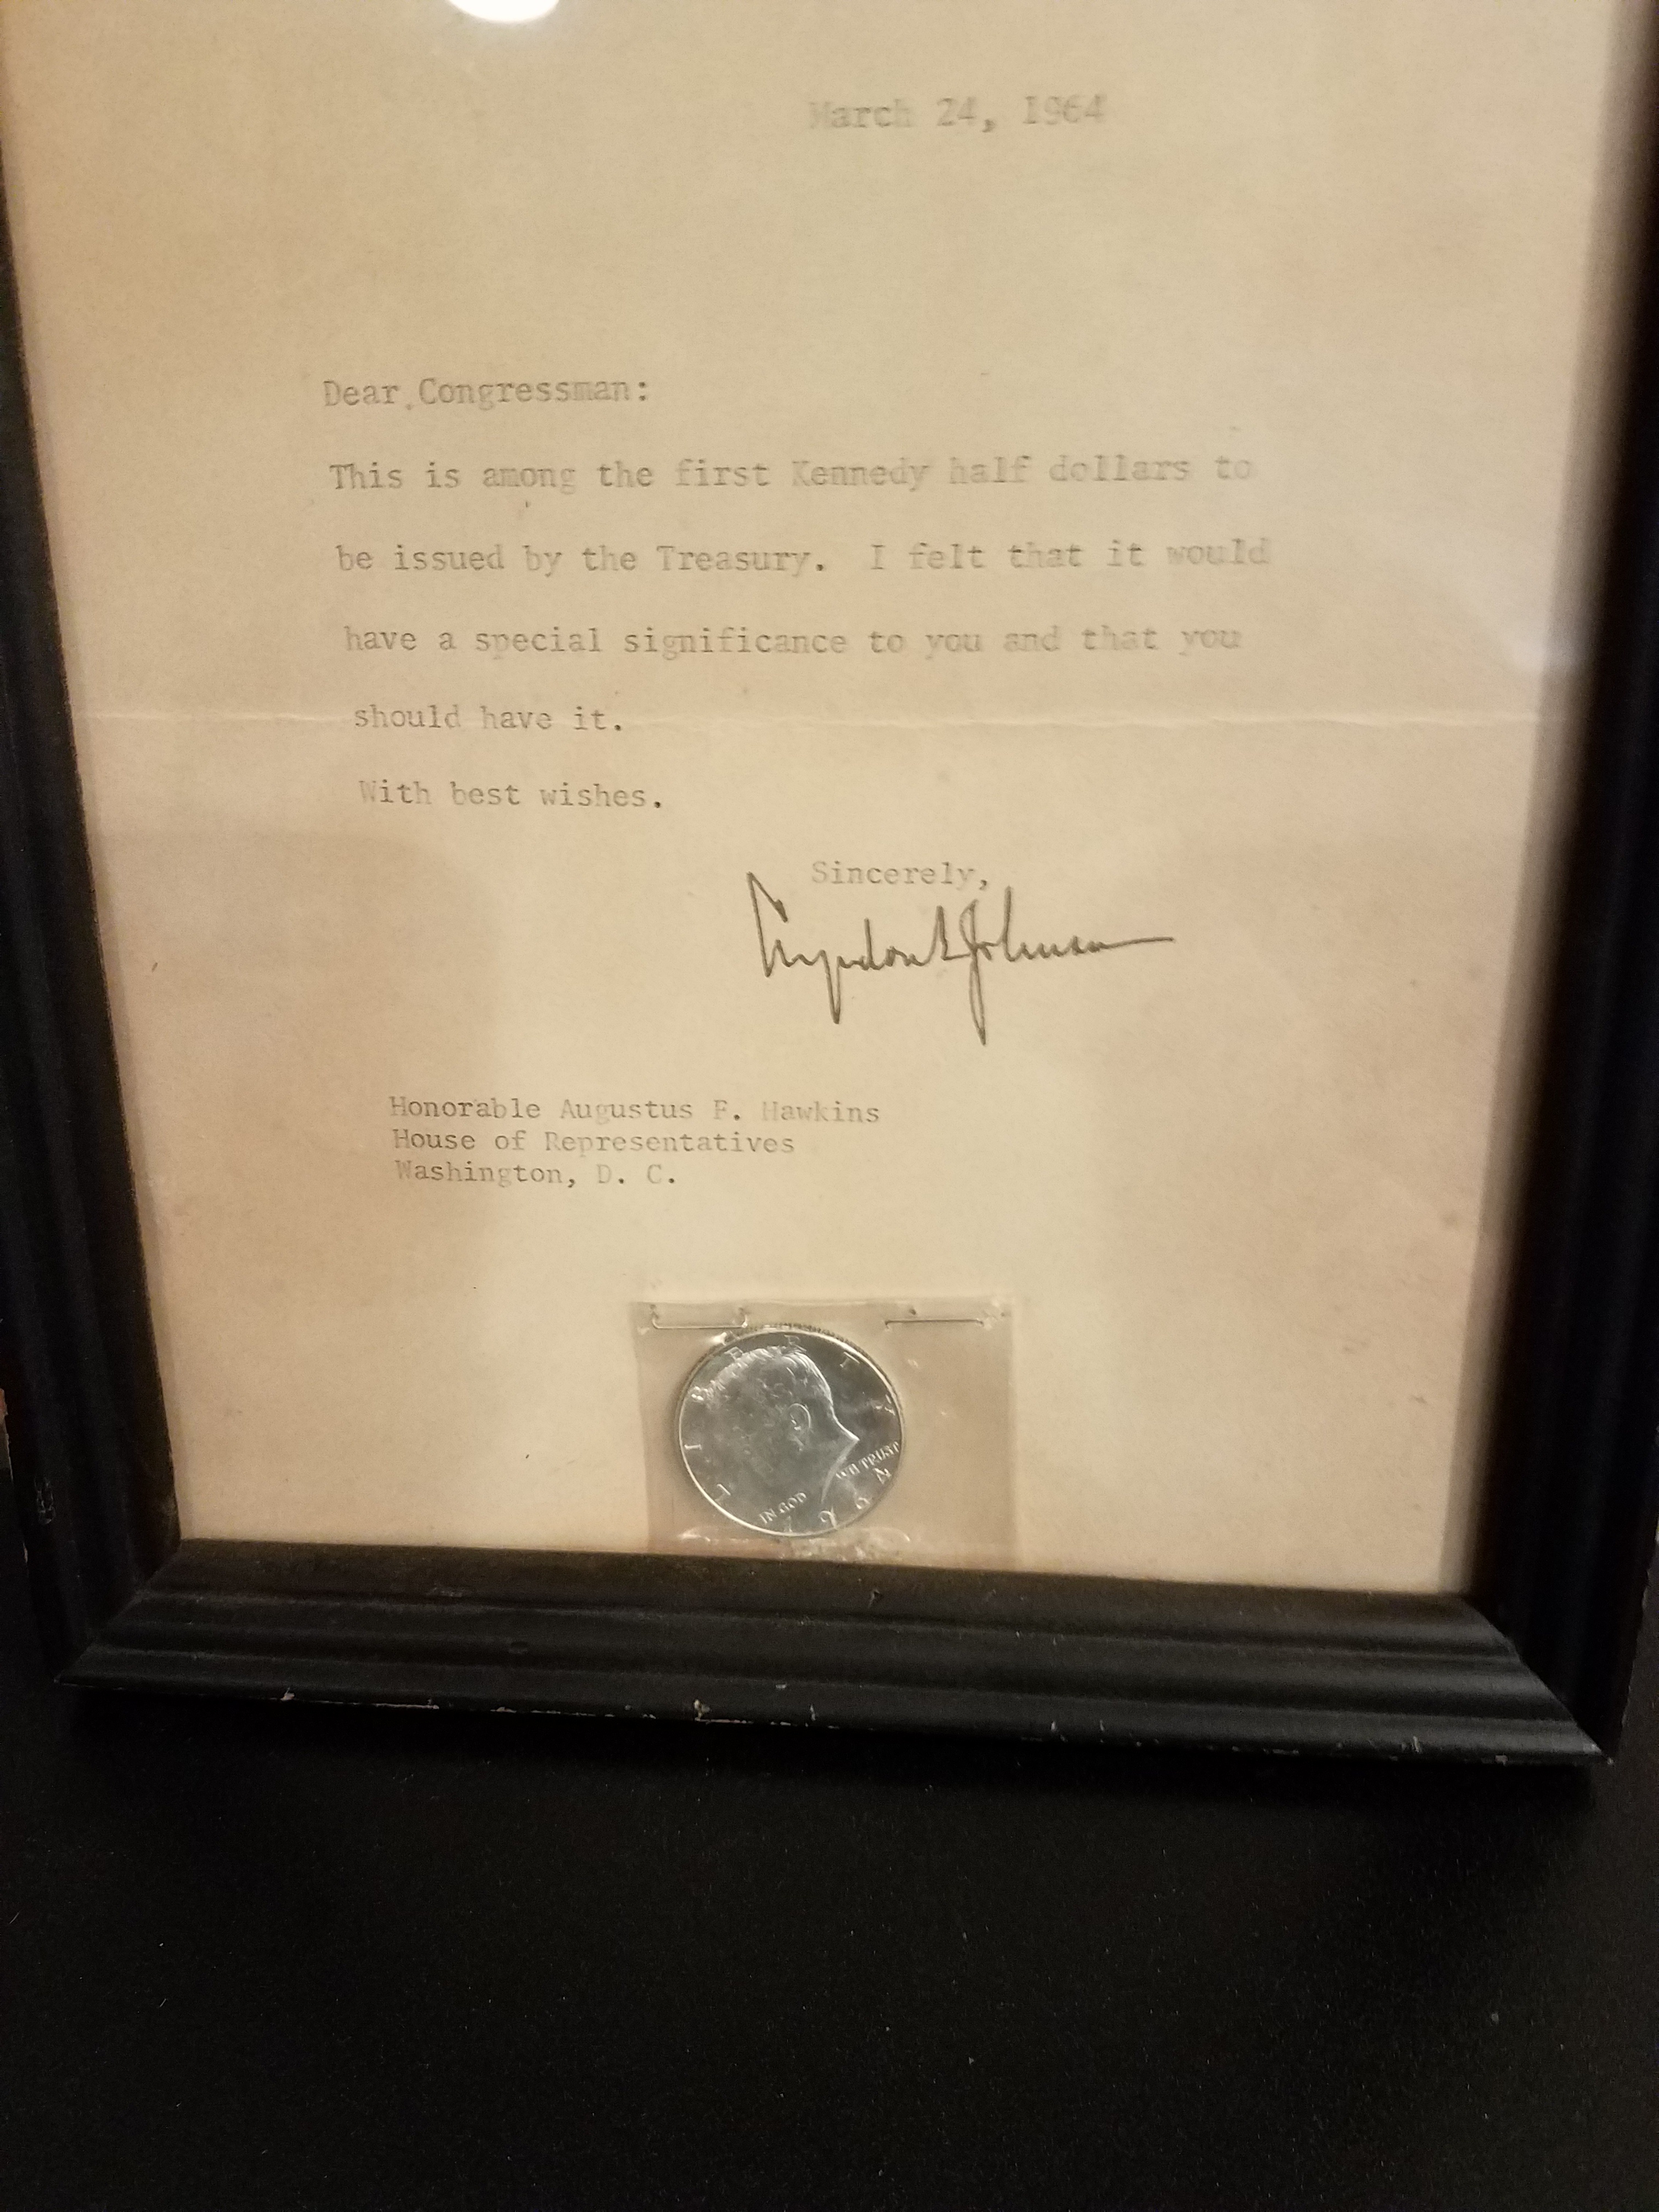 March 24, 1964
Dear Congressman:
This is among the first Kennedy half dollars to
be issued by the Treasury. I felt that it would
have a special significance to you and that you
should have it.
With best wishes.
Sincerely,
Lyndon B Johnson
Honorable Augustus F. Hawkins
House of Representatives
Washington, D. C.
LIBERTY
IN GOD WE TRUST
1964